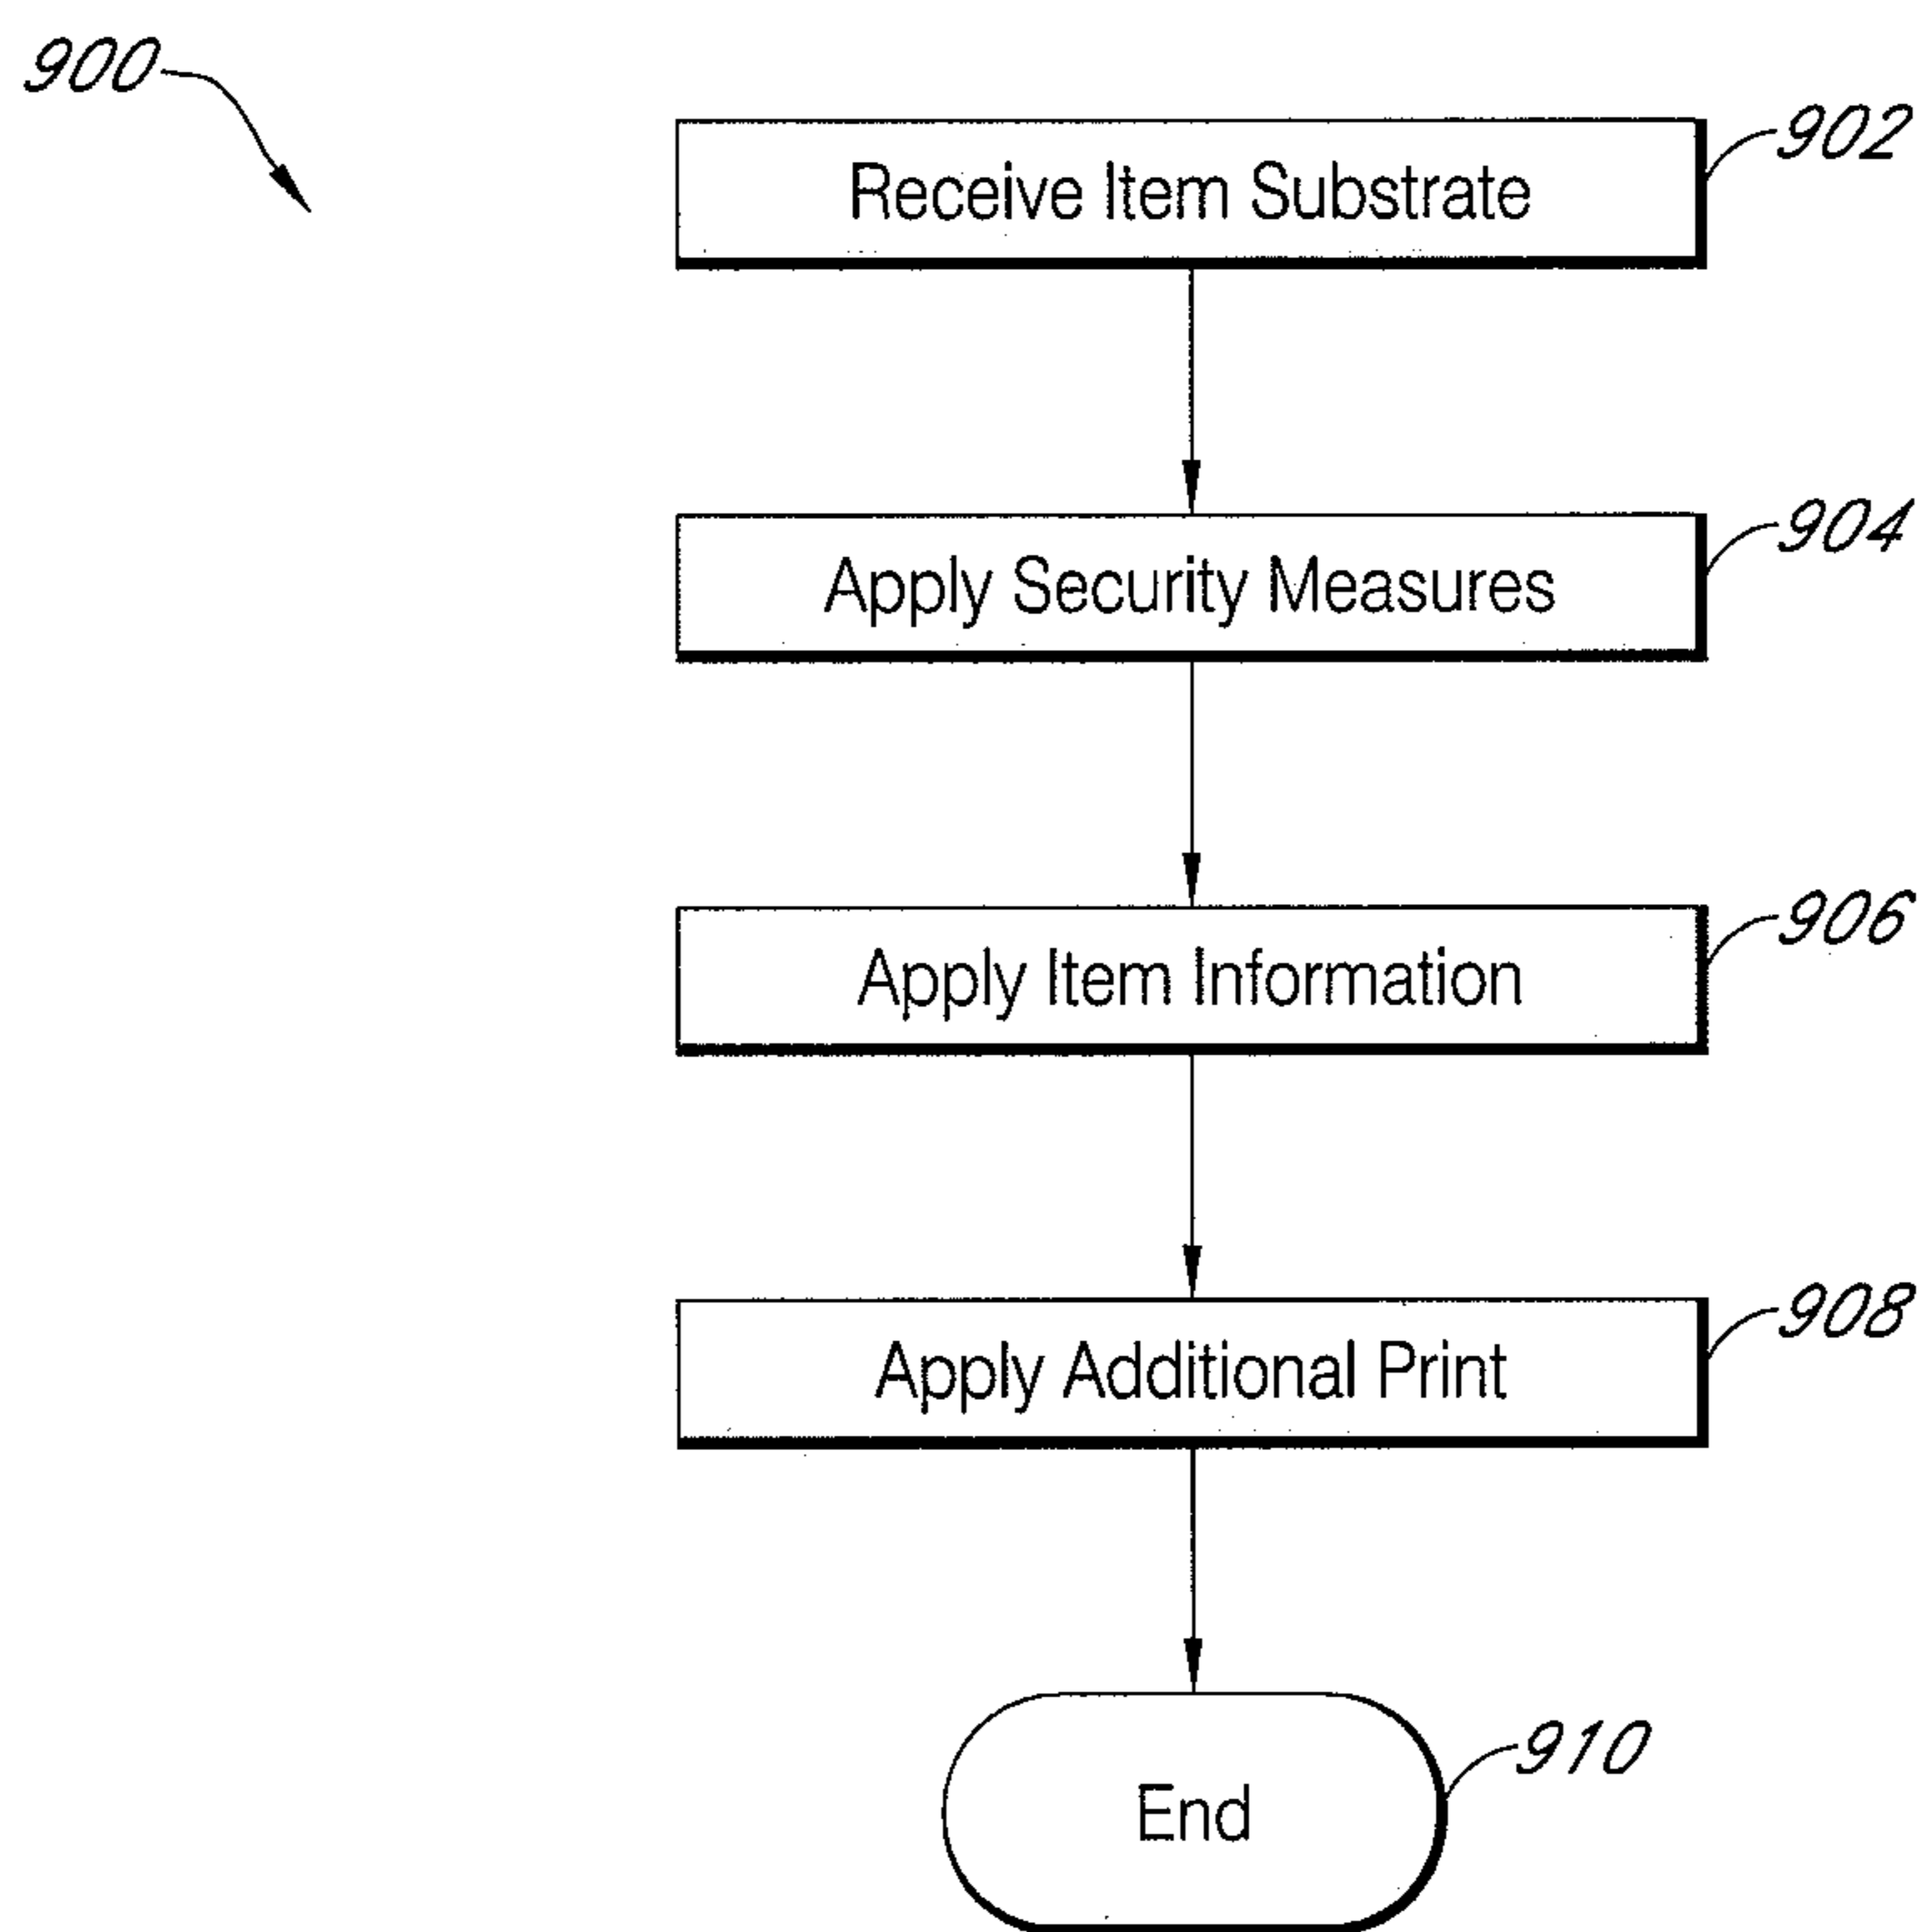 900
902
Receive Item Substrate
904
Apply Security Measures
906
Apply Item Information
908
Apply Additional Print
910
End